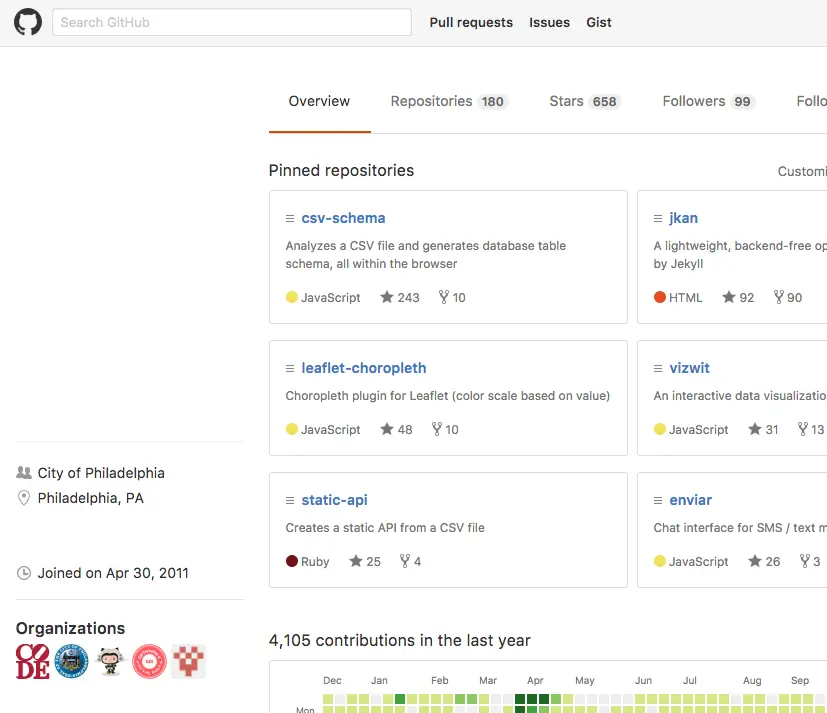 Search GitHub
Pull requests Issues Gist
Overview Repositories 180 Stars 658 Followers 99 Follo
Pinned repositories Customi
csv-schema
Analyzes a CSV file and generates database table
schema, all within the browser
JavaScript 243 10
jkan
A lightweight, backend-free op
by Jekyll
HTML 92 90
leaflet-choropleth
Choropleth plugin for Leaflet (color scale based on value)
JavaScript 48 10
vizwit
An interactive data visualizatio
JavaScript 31 13
static-api
Creates a static API from a CSV file
Ruby 25 4
enviar
Chat interface for SMS / text m
JavaScript 26 3
City of Philadelphia
Philadelphia, PA
Joined on Apr 30, 2011
Organizations
CODE
4,105 contributions in the last year
Dec Jan Feb Mar Apr May Jun Jul Aug Sep
Mon